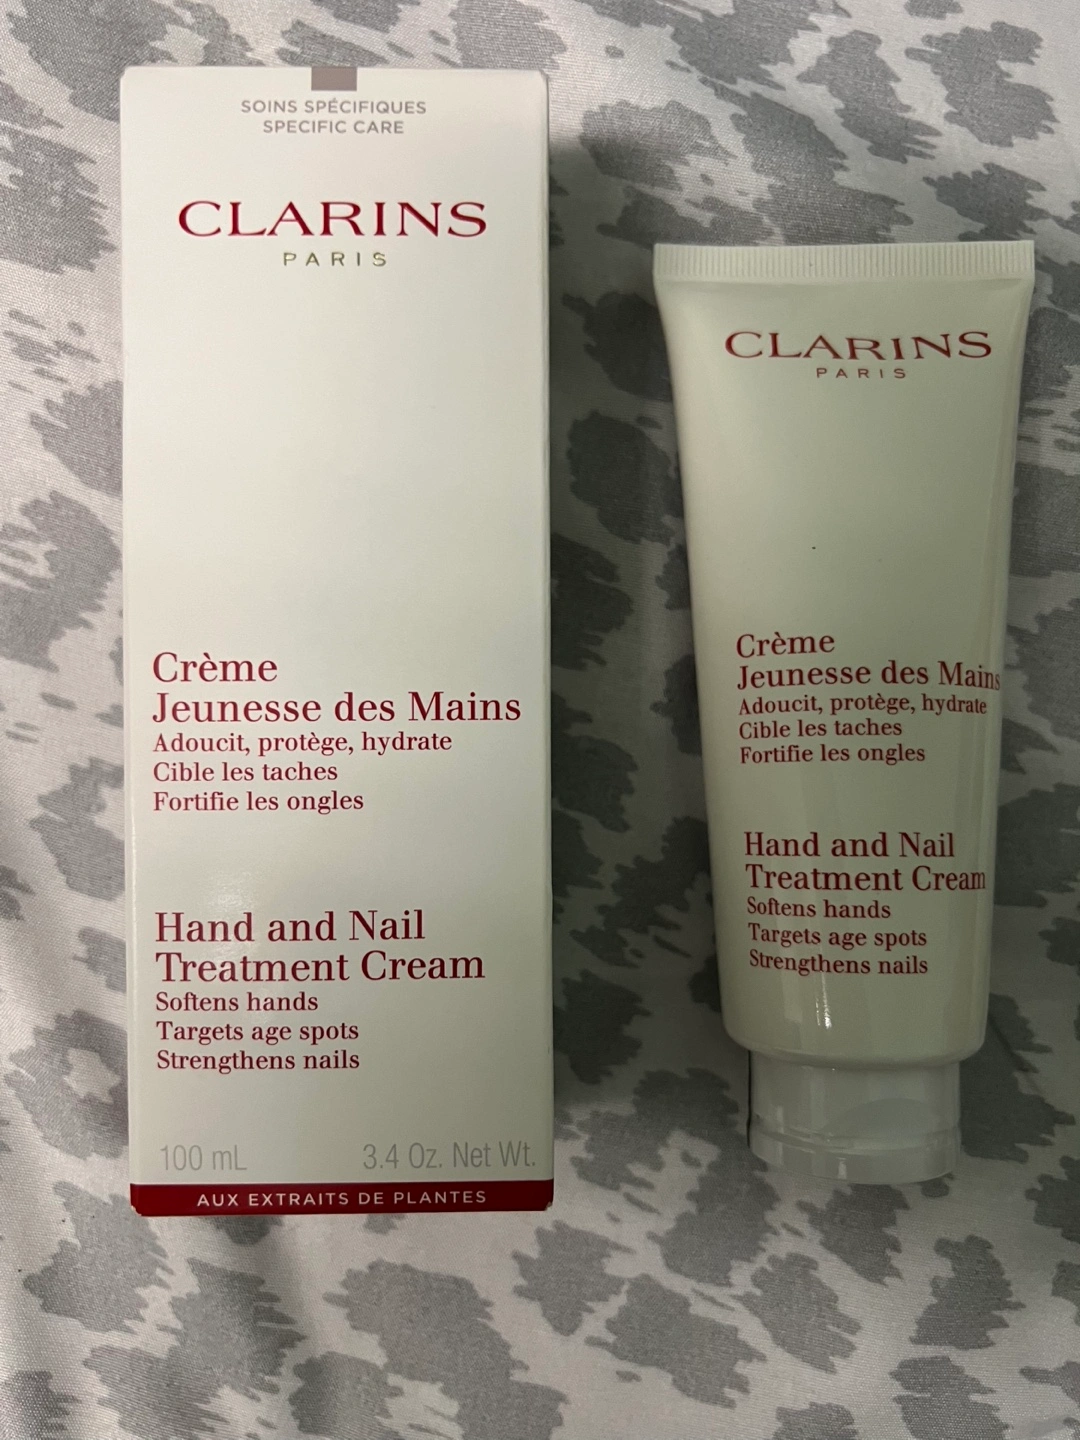 SOINS SPÉCIFIQUES
SPECIFIC CARE
CLARINS
PARIS
Crème
Jeunesse des Mains
Adoucit, protège, hydrate
Cible les taches
Fortifie les ongles
Hand and Nail
Treatment Cream
Softens hands
Targets age spots
Strengthens nails
100 mL 3.4 Oz. Net Wt.
AUX EXTRAITS DE PLANTES
CLARINS
PARIS
Crème
Jeunesse des Mains
Adoucit, protège, hydrate
Cible les taches
Fortifie les ongles
Hand and Nail
Treatment Cream
Softens hands
Targets age spots
Strengthens nails